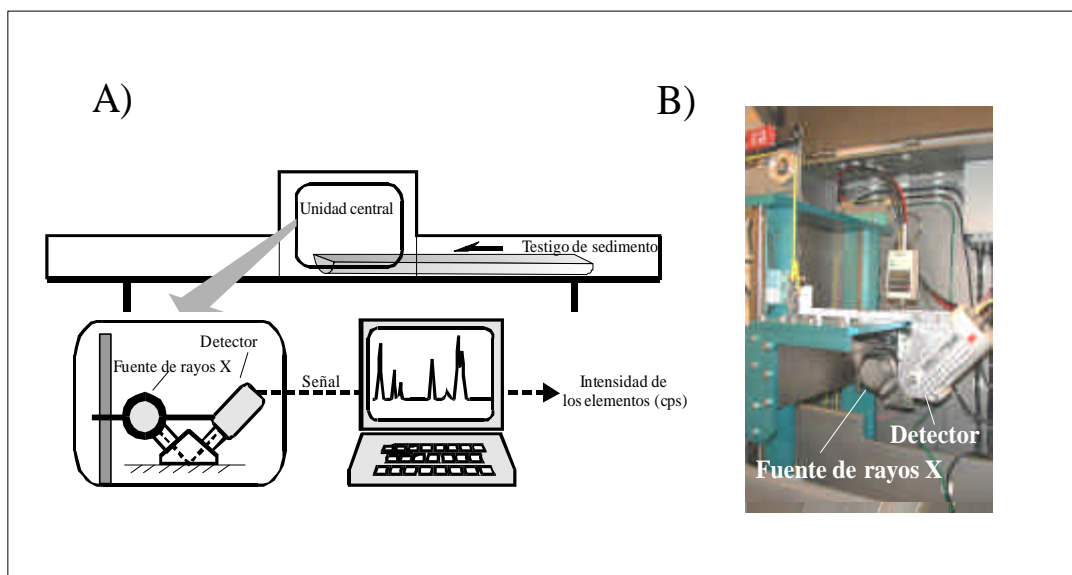 A)
B)
Unidad central
Testigo de sedimento
Detector
Fuente de rayos X
Señal
Intensidad de
los elementos (cps)
Detector
Fuente de rayos X